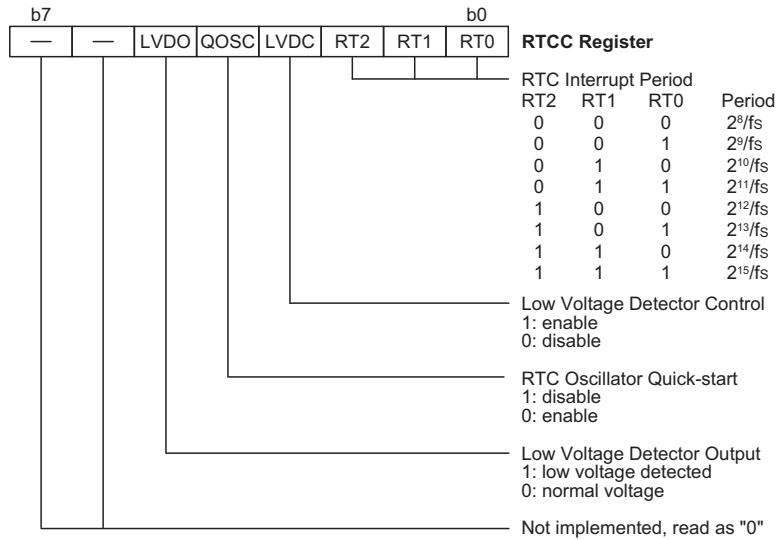 b7 b0
— — LVDO QOSC LVDC RT2 RT1 RT0 RTCC Register
RTC Interrupt Period
RT2 RT1 RT0 Period
0 0 0 2⁸/fS
0 0 1 2⁹/fS
0 1 0 2¹⁰/fS
0 1 1 2¹¹/fS
1 0 0 2¹²/fS
1 0 1 2¹³/fS
1 1 0 2¹⁴/fS
1 1 1 2¹⁵/fS
Low Voltage Detector Control
1: enable
0: disable
RTC Oscillator Quick-start
1: disable
0: enable
Low Voltage Detector Output
1: low voltage detected
0: normal voltage
Not implemented, read as "0"